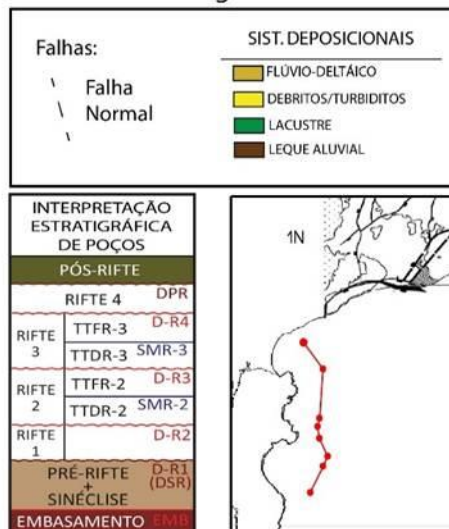 Falhas:
Falha
Normal
SIST. DEPOSICIONAIS
FLÚVIO-DELTÁICO
DEBRITOS/TURBIDITOS
LACUSTRE
LEQUE ALUVIAL
INTERPRETAÇÃO
ESTRATIGRÁFICA
DE POÇOS
PÓS-RIFTE
RIFTE 4 DPR
RIFTE
3
TTFR-3 D-R4
TTDR-3 SMR-3
RIFTE
2
TTFR-2 D-R3
TTDR-2 SMR-2
RIFTE
1
D-R2
PRÉ-RIFTE D-R1
+ (DSR)
SINÉCLISE
EMBASAMENTO EMB
1N